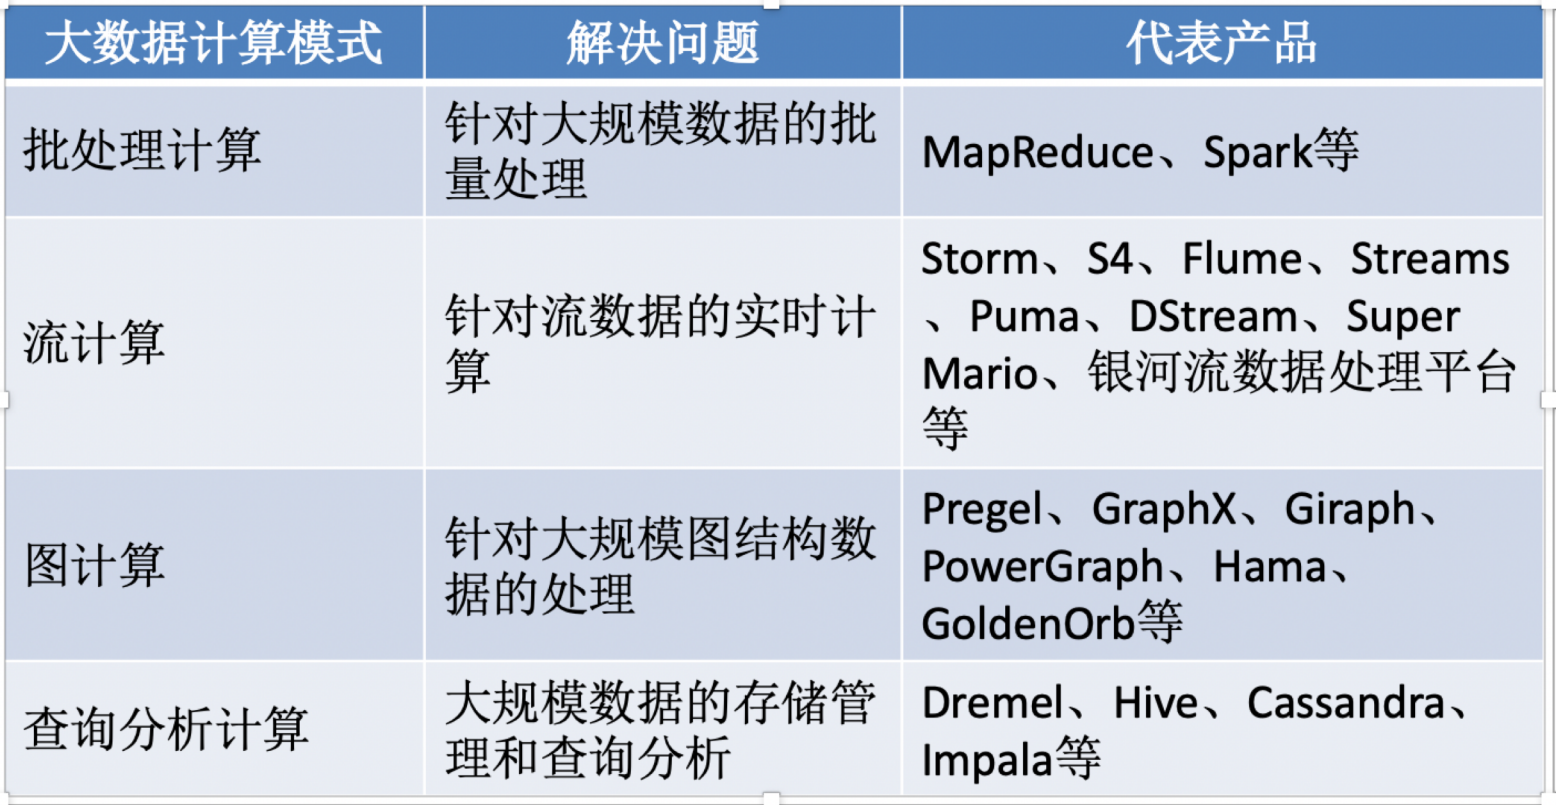 大数据计算模式
解决问题
代表产品
批处理计算
针对大规模数据的批
量处理
MapReduce、Spark等
流计算
针对流数据的实时计
算
Storm、S4、Flume、Streams
、Puma、DStream、Super
Mario、银河流数据处理平台
等
图计算
针对大规模图结构数
据的处理
Pregel、GraphX、Giraph、
PowerGraph、Hama、
GoldenOrb等
查询分析计算
大规模数据的存储管
理和查询分析
Dremel、Hive、Cassandra、
Impala等